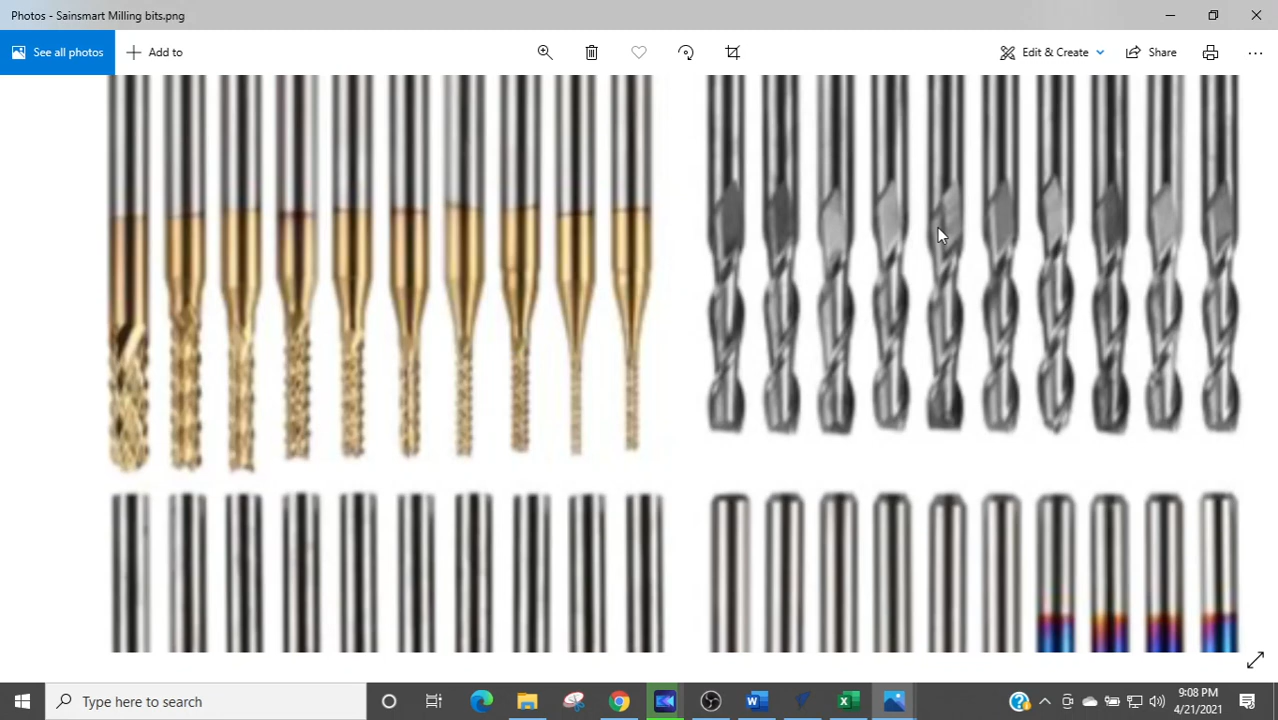 Photos - Sainsmart Milling bits.png
See all photos
Add to
Edit & Create
Share
Type here to search
9:08 PM
4/21/2021